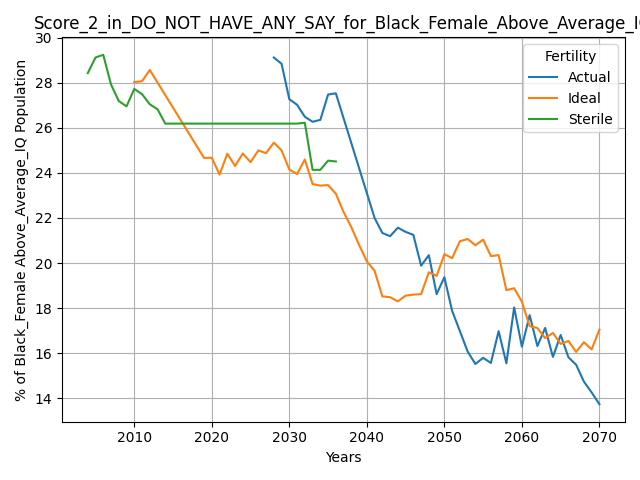 Score_2_in_DO_NOT_HAVE_ANY_SAY_for_Black_Female_Above_Average_IQ
% of Black_Female Above_Average_IQ Population
30
28
26
24
22
20
18
16
14
Fertility
Actual
Ideal
Sterile
2010 2020 2030 2040 2050 2060 2070
Years